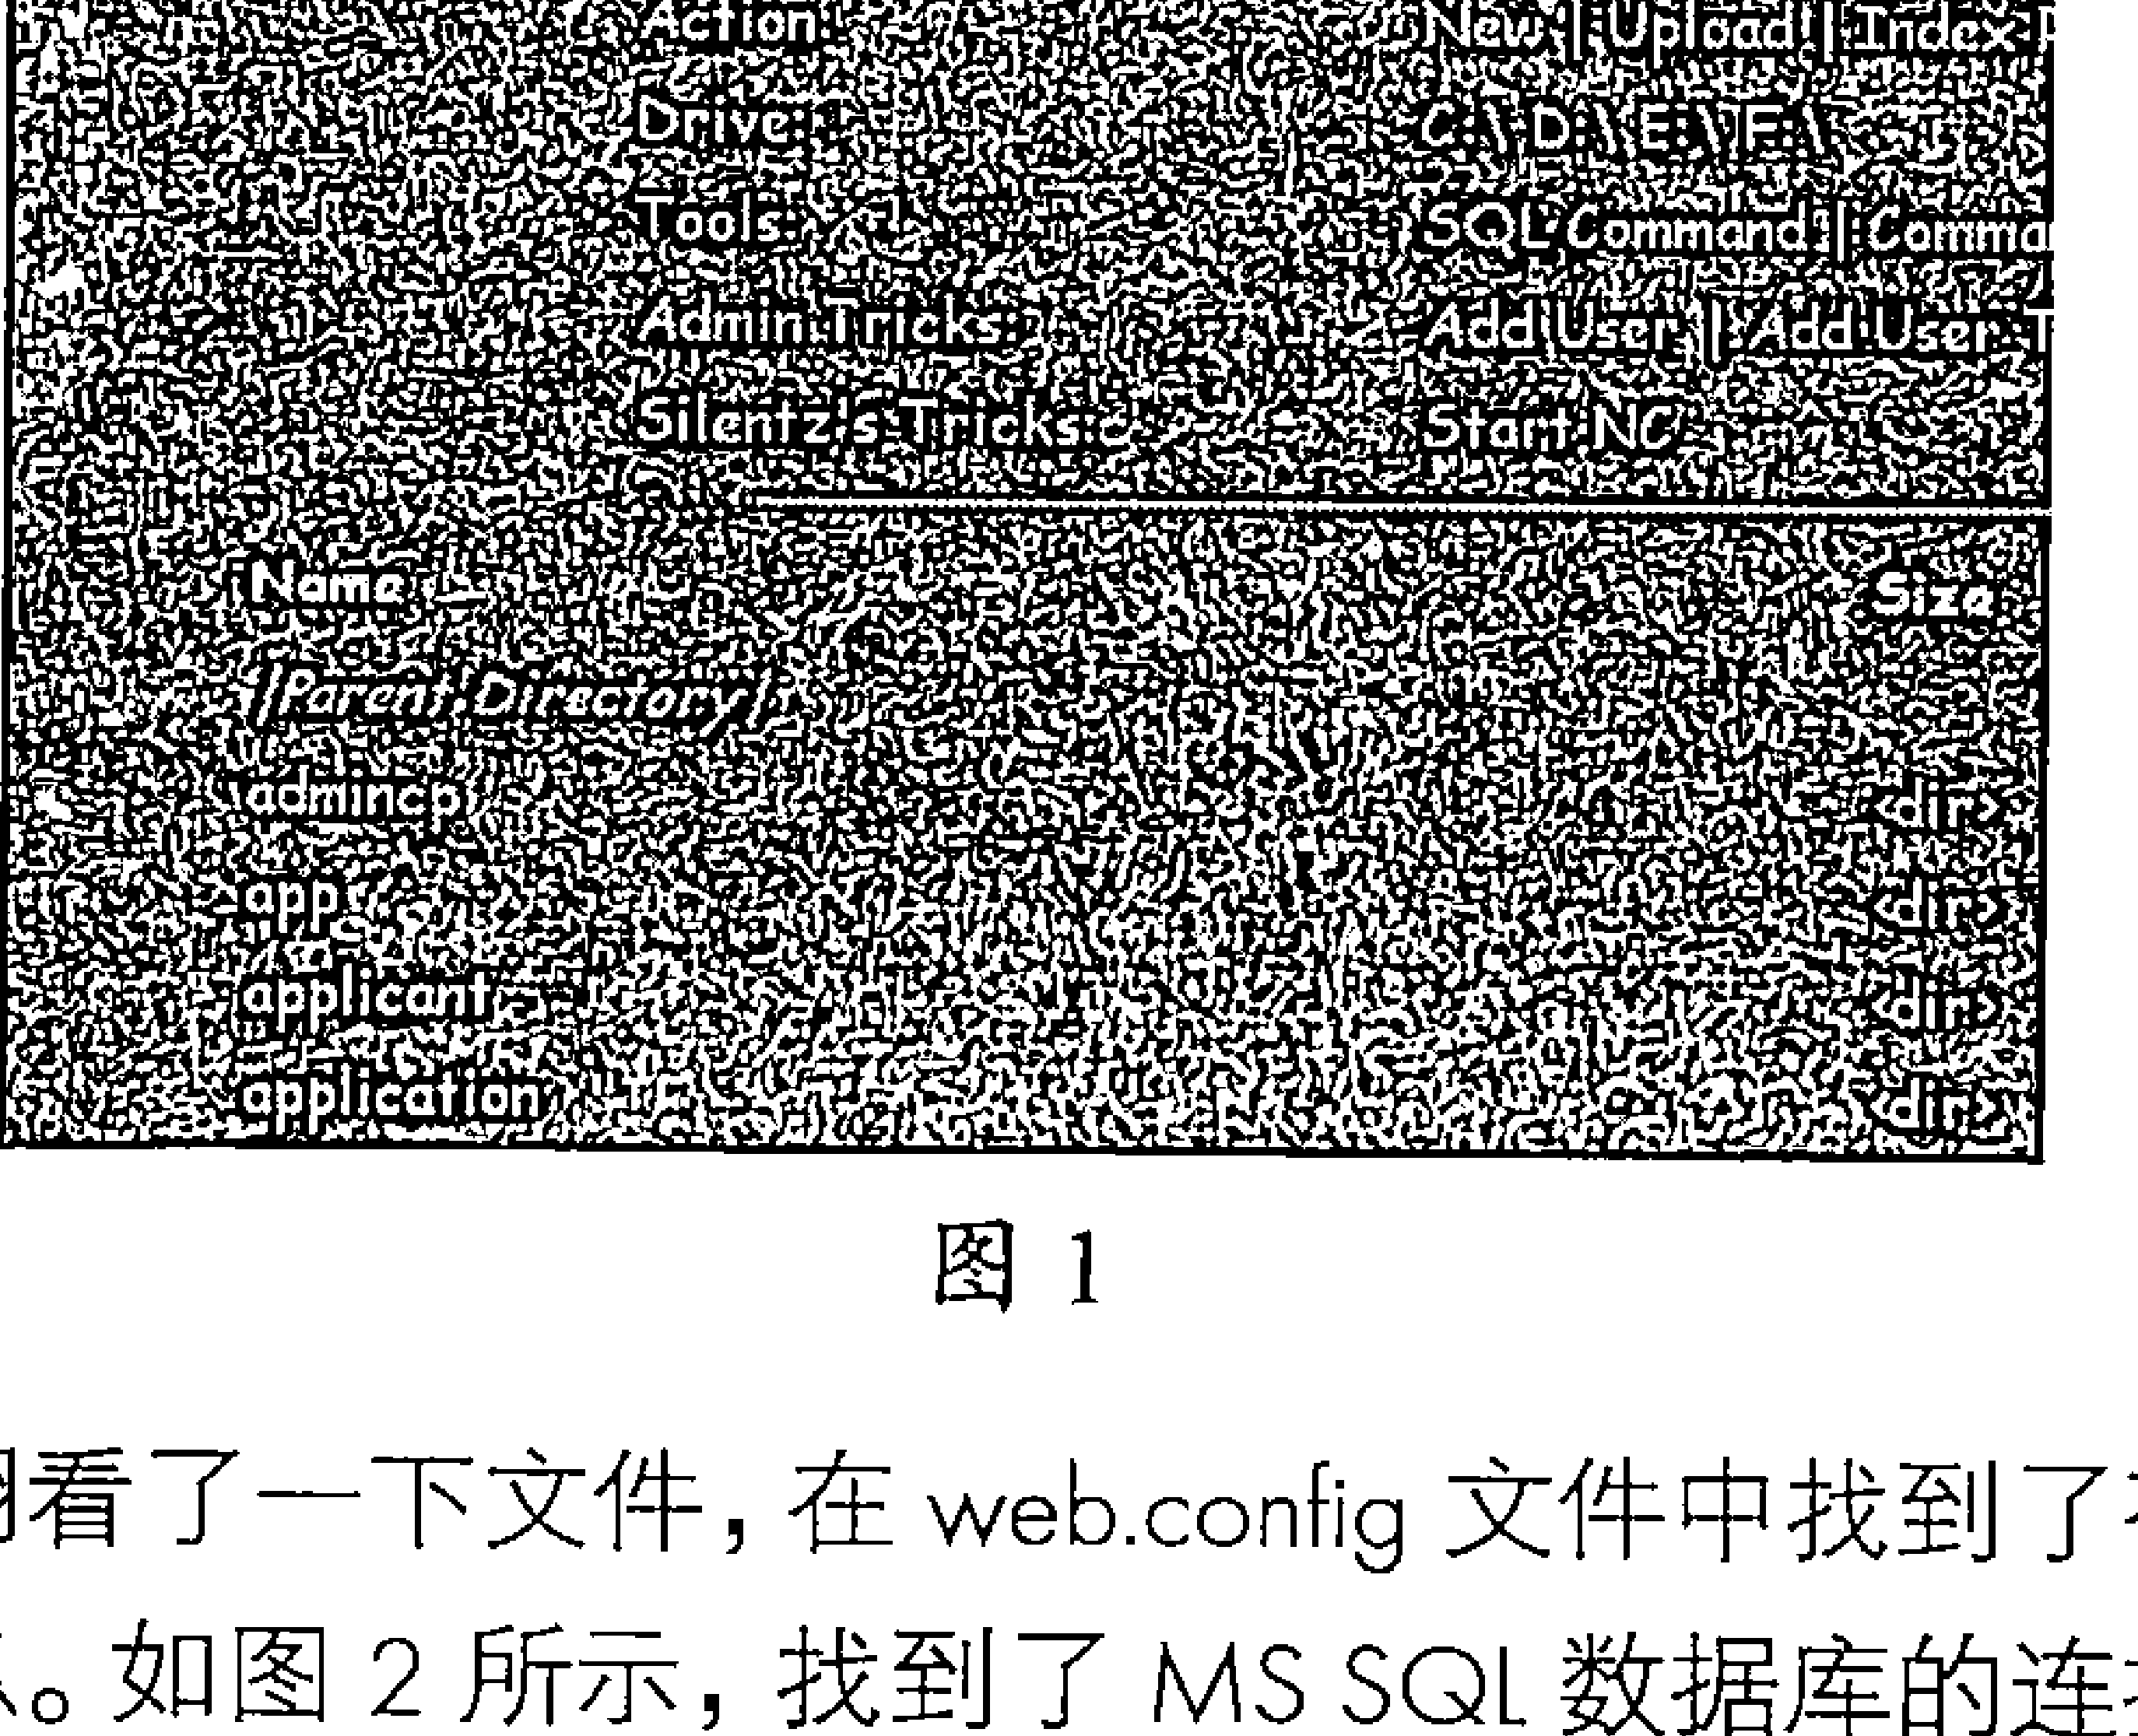 Action: New | Upload | Index
Drive: C:\ D:\ E:\ F:\
Tools: SQL Command |
Admin Tricks: Add User | Add User
Silentz's Tricks: Start NC
Name Size
[Parent Directory]
admincp <dir>
app <dir>
applicant <dir>
application <dir>
图 1
看了一下文件，在 web.config 文件中找到了
。如图 2 所示，找到了 MS SQL 数据库的连